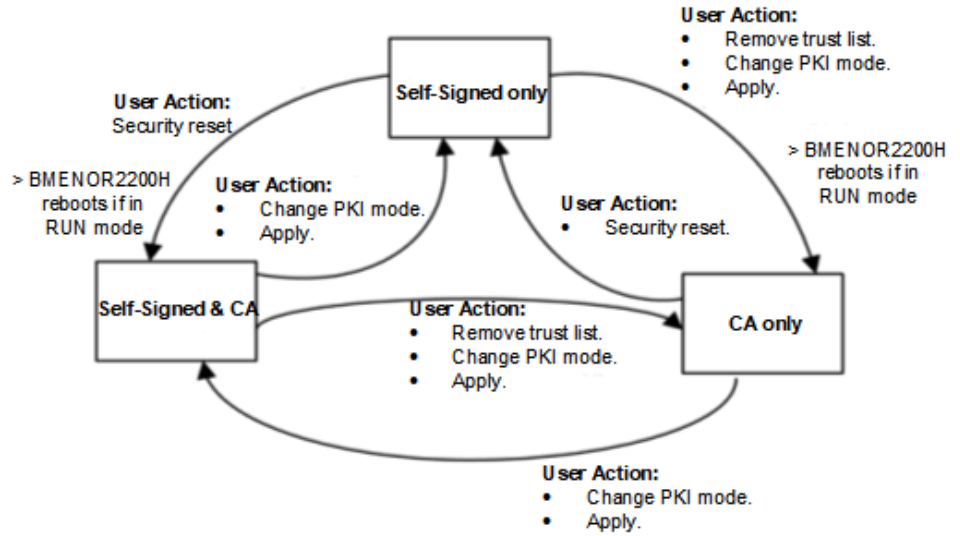 User Action:
• Remove trust list.
• Change PKI mode.
• Apply.
Self-Signed only
User Action:
Security reset
> BMENOR2200H
reboots if in
RUN mode
> BMENOR2200H
reboots if in
RUN mode
User Action:
• Change PKI mode.
• Apply.
User Action:
• Security reset.
Self-Signed & CA
User Action:
• Remove trust list.
• Change PKI mode.
• Apply.
CA only
User Action:
• Change PKI mode.
• Apply.